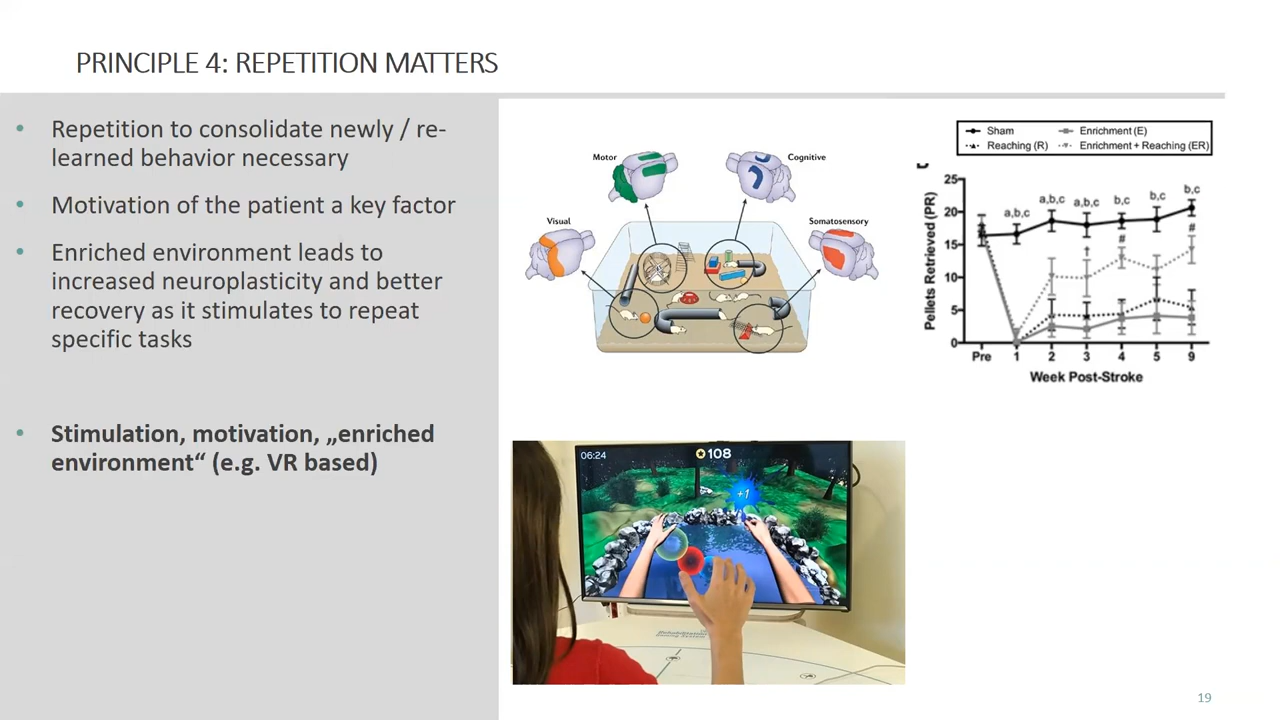 PRINCIPLE 4: REPETITION MATTERS
• Repetition to consolidate newly / re-
learned behavior necessary
• Motivation of the patient a key factor
• Enriched environment leads to
increased neuroplasticity and better
recovery as it stimulates to repeat
specific tasks
• Stimulation, motivation, „enriched
environment“ (e.g. VR based)
Motor
Cognitive
Visual
Somatosensory
Sham
Enrichment (E)
Reaching (R)
Enrichment + Reaching (ER)
Pellets Retrieved (PR)
25
20
15
10
5
0
a,b,c
a,b,c
a,b,c
b,c
b,c
b,c
†
#
#
Pre 1 2 3 4 5 9
Week Post-Stroke
06:24
108
+1
Rehabilitation
19